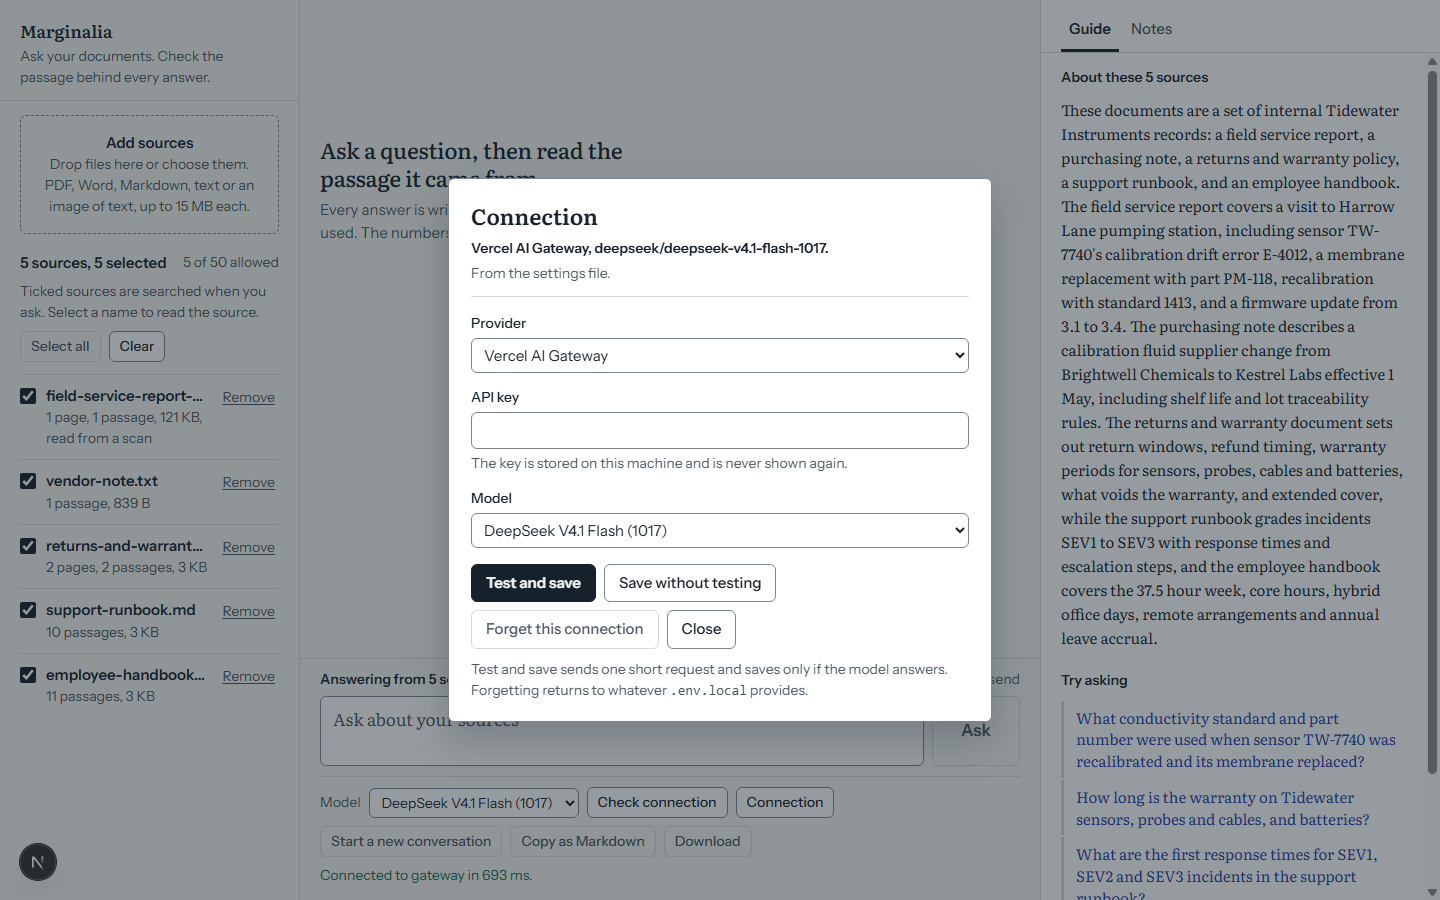 Marginalia
Ask your documents. Check the
passage behind every answer.
Add sources
Drop files here or choose them.
PDF, Word, Markdown, text or an
image of text, up to 15 MB each.
5 sources, 5 selected 5 of 50 allowed
Ticked sources are searched when you
ask. Select a name to read the source.
Select all Clear
field-service-report-... Remove
1 page, 1 passage, 121 KB,
read from a scan
vendor-note.txt Remove
1 passage, 839 B
returns-and-warrant... Remove
2 pages, 2 passages, 3 KB
support-runbook.md Remove
10 passages, 3 KB
employee-handbook... Remove
11 passages, 3 KB
N
Ask a question, then read the
passage it came from
Every answer is wri
used. The numbers
Connection
Vercel AI Gateway, deepseek/deepseek-v4.1-flash-1017.
From the settings file.
Provider
Vercel AI Gateway
API key
The key is stored on this machine and is never shown again.
Model
DeepSeek V4.1 Flash (1017)
Test and save Save without testing
Forget this connection Close
Test and save sends one short request and saves only if the model answers.
Forgetting returns to whatever .env.local provides.
Answering from 5 s send
Ask about your sources
Ask
Model DeepSeek V4.1 Flash (1017) Check connection Connection
Start a new conversation Copy as Markdown Download
Connected to gateway in 693 ms.
Guide Notes
About these 5 sources
These documents are a set of internal Tidewater
Instruments records: a field service report, a
purchasing note, a returns and warranty policy,
a support runbook, and an employee handbook.
The field service report covers a visit to Harrow
Lane pumping station, including sensor TW-
7740's calibration drift error E-4012, a membrane
replacement with part PM-118, recalibration
with standard 1413, and a firmware update from
3.1 to 3.4. The purchasing note describes a
calibration fluid supplier change from
Brightwell Chemicals to Kestrel Labs effective 1
May, including shelf life and lot traceability
rules. The returns and warranty document sets
out return windows, refund timing, warranty
periods for sensors, probes, cables and batteries,
what voids the warranty, and extended cover,
while the support runbook grades incidents
SEV1 to SEV3 with response times and
escalation steps, and the employee handbook
covers the 37.5 hour week, core hours, hybrid
office days, remote arrangements and annual
leave accrual.
Try asking
What conductivity standard and part
number were used when sensor TW-7740 was
recalibrated and its membrane replaced?
How long is the warranty on Tidewater
sensors, probes and cables, and batteries?
What are the first response times for SEV1,
SEV2 and SEV3 incidents in the support
runbook?